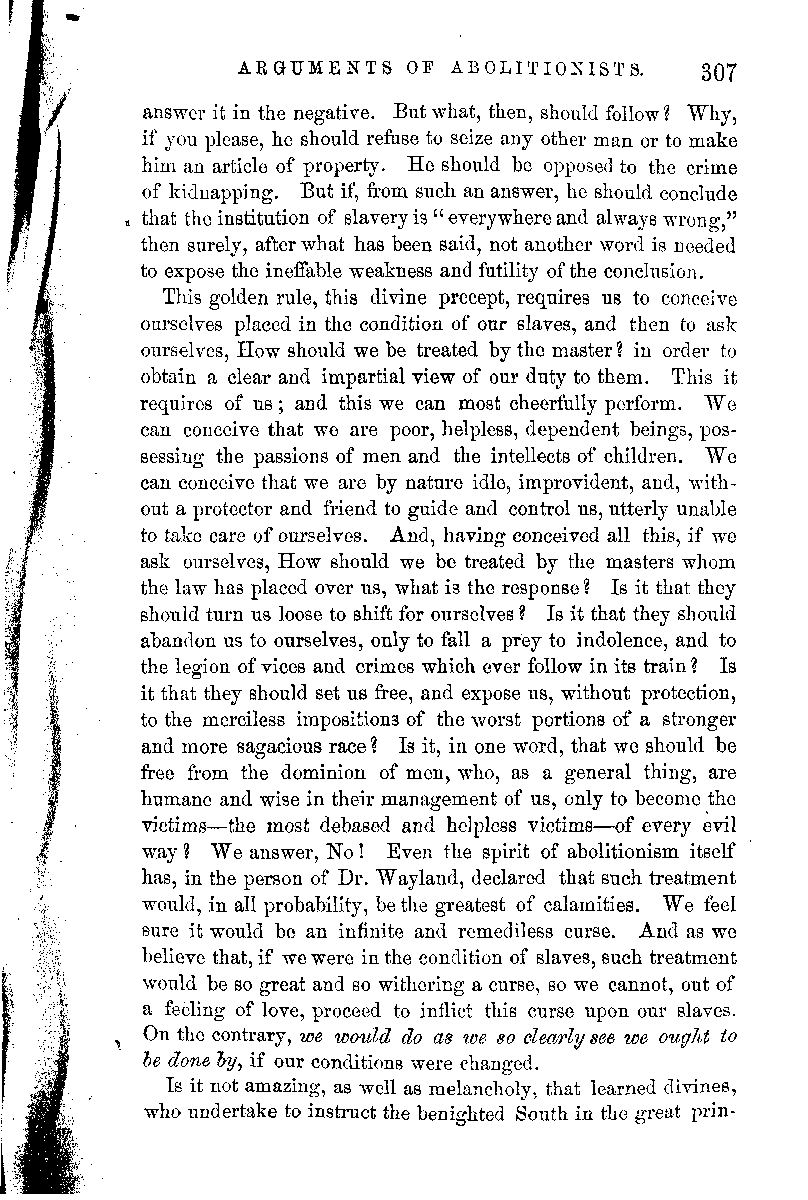 ARGUMENTS OF ABOLITIONISTS. 307
answer it in the negative. But what, then, should follow? Why,
if you please, he should refuse to seize any other man or to make
him an article of property. He should be opposed to the crime
of kidnapping. But if, from such an answer, he should conclude
that the institution of slavery is "everywhere and always wrong,"
then surely, after what has been said, not another word is needed
to expose the ineffable weakness and futility of the conclusion.
This golden rule, this divine precept, requires us to conceive
ourselves placed in the condition of our slaves, and then to ask
ourselves, How should we be treated by the master? in order to
obtain a clear and impartial view of our duty to them. This it
requires of us; and this we can most cheerfully perform. We
can conceive that we are poor, helpless, dependent beings, pos-
sessing the passions of men and the intellects of children. We
can conceive that we are by nature idle, improvident, and, with-
out a protector and friend to guide and control us, utterly unable
to take care of ourselves. And, having conceived all this, if we
ask ourselves, How should we be treated by the masters whom
the law has placed over us, what is the response? Is it that they
should turn us loose to shift for ourselves? Is it that they should
abandon us to ourselves, only to fall a prey to indolence, and to
the legion of vices and crimes which ever follow in its train? Is
it that they should set us free, and expose us, without protection,
to the merciless impositions of the worst portions of a stronger
and more sagacious race? Is it, in one word, that we should be
free from the dominion of men, who, as a general thing, are
humane and wise in their management of us, only to become the
victims—the most debased and helpless victims—of every evil
way? We answer, No! Even the spirit of abolitionism itself
has, in the person of Dr. Wayland, declared that such treatment
would, in all probability, be the greatest of calamities. We feel
sure it would be an infinite and remediless curse. And as we
believe that, if we were in the condition of slaves, such treatment
would be so great and so withering a curse, so we cannot, out of
a feeling of love, proceed to inflict this curse upon our slaves.
On the contrary, we would do as we so clearly see we ought to
be done by, if our conditions were changed.
Is it not amazing, as well as melancholy, that learned divines,
who undertake to instruct the benighted South in the great prin-